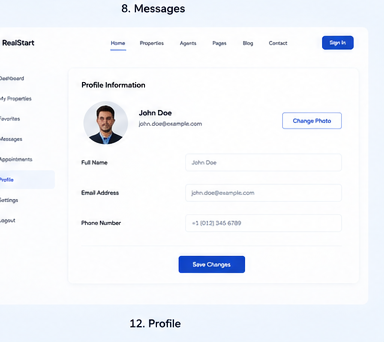 8. Messages
RealStart
Home Properties Agents Pages Blog Contact
Sign In
Dashboard
My Properties
Favorites
Messages
Appointments
Profile
Settings
Logout
Profile Information
John Doe
john.doe@example.com
Change Photo
Full Name
John Doe
Email Address
john.doe@example.com
Phone Number
+1 (012) 345 6789
Save Changes
12. Profile